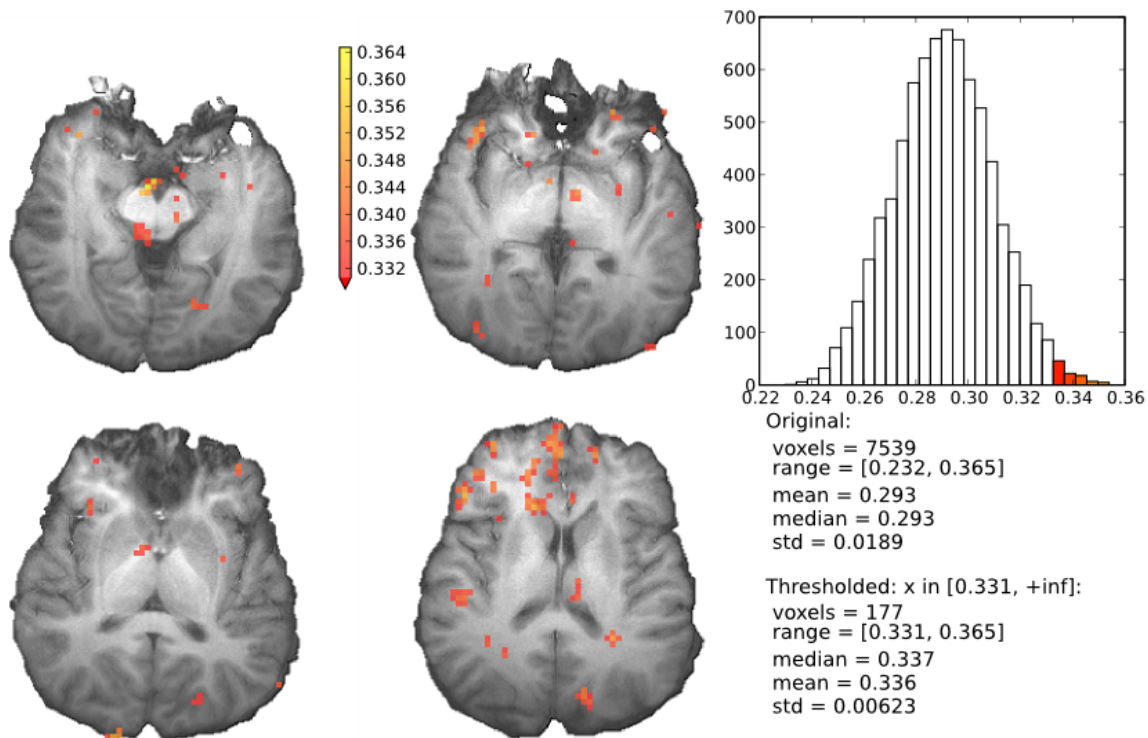 0.364
0.360
0.356
0.352
0.348
0.344
0.340
0.336
0.332
700
600
500
400
300
200
100
0
0.22 0.24 0.26 0.28 0.30 0.32 0.34 0.36
Original:
voxels = 7539
range = [0.232, 0.365]
mean = 0.293
median = 0.293
std = 0.0189
Thresholded: x in [0.331, +inf]:
voxels = 177
range = [0.331, 0.365]
median = 0.337
mean = 0.336
std = 0.00623